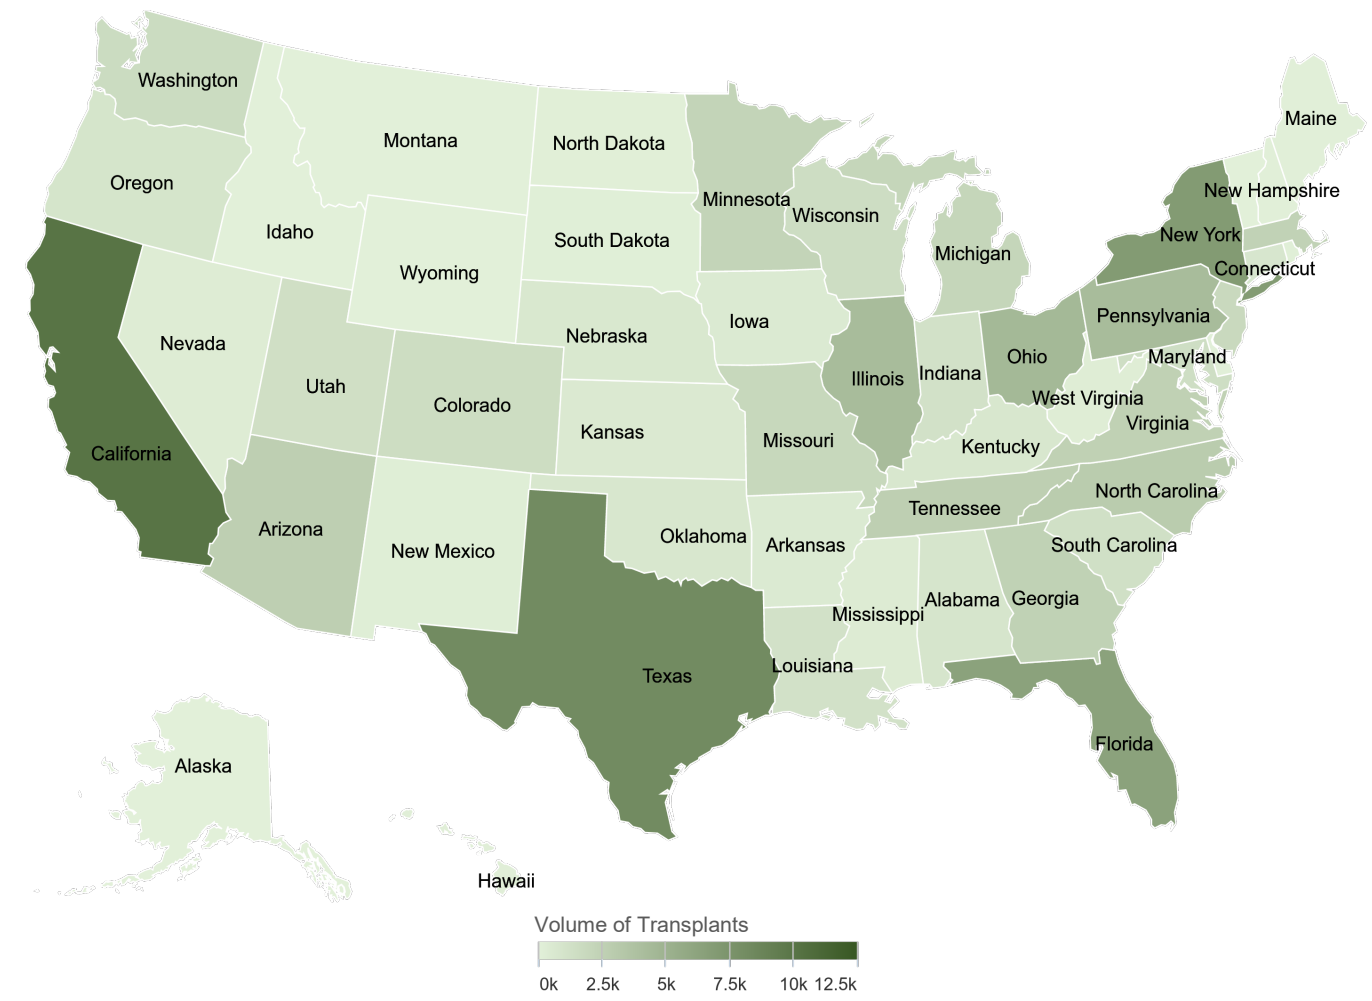 Washington
Montana
North Dakota
Maine
Oregon
Minnesota
New Hampshire
Wisconsin
Idaho
South Dakota
New York
Michigan
Wyoming
Connecticut
Nevada
Nebraska
Iowa
Pennsylvania
Utah
Colorado
Illinois
Indiana
Ohio
Maryland
West Virginia
Virginia
California
Kansas
Missouri
Kentucky
Arizona
New Mexico
Oklahoma
Arkansas
Tennessee
North Carolina
South Carolina
Mississippi
Alabama
Georgia
Texas
Louisiana
Florida
Alaska
Hawaii
Volume of Transplants
0k 2.5k 5k 7.5k 10k 12.5k